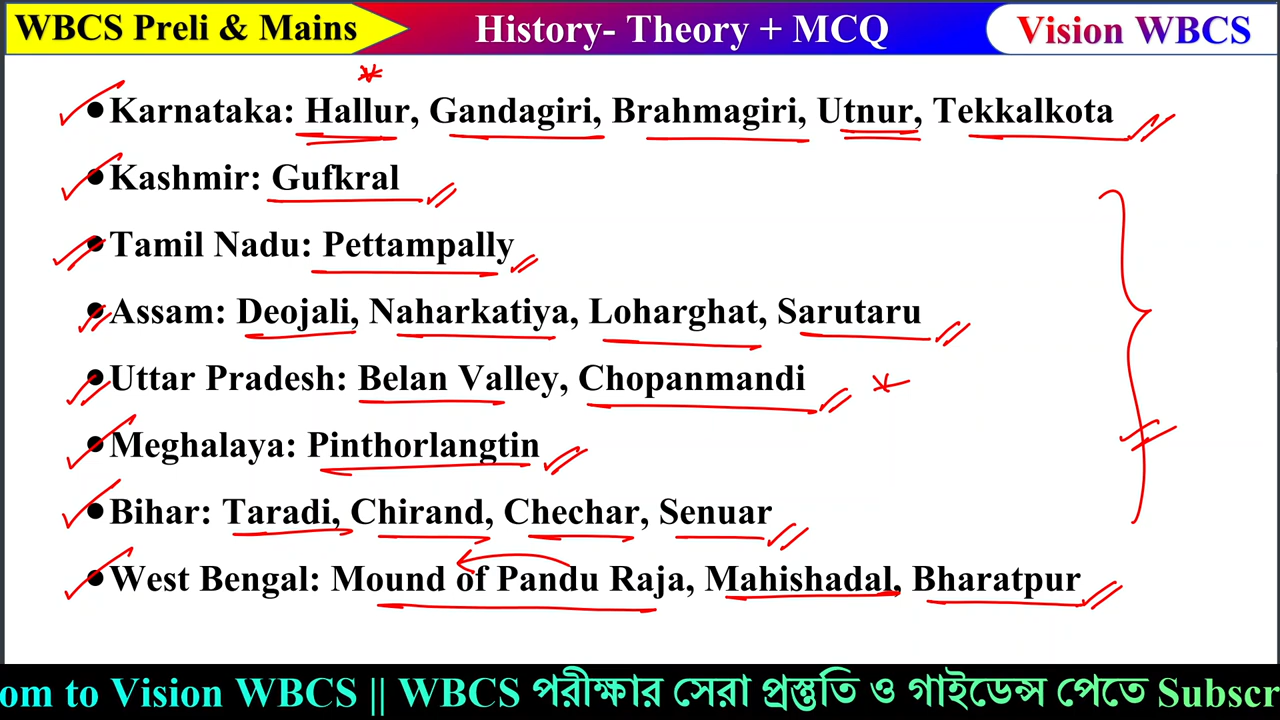 WBCS Preli & Mains
History- Theory + MCQ
Vision WBCS
•Karnataka: Hallur, Gandagiri, Brahmagiri, Utnur, Tekkalkota
•Kashmir: Gufkral
•Tamil Nadu: Pettampally
•Assam: Deojali, Naharkatiya, Loharghat, Sarutaru
•Uttar Pradesh: Belan Valley, Chopanmandi
•Meghalaya: Pinthorlangtin
•Bihar: Taradi, Chirand, Chechar, Senuar
•West Bengal: Mound of Pandu Raja, Mahishadal, Bharatpur
om to Vision WBCS || WBCS পরীক্ষার সেরা প্রস্তুতি ও গাইডেন্স পেতে Subscr